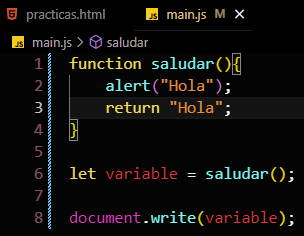 practicas.html
main.js M
main.js > saludar
1 function saludar(){
2 alert("Hola");
3 return "Hola";
4 }
5
6 let variable = saludar();
7
8 document.write(variable);